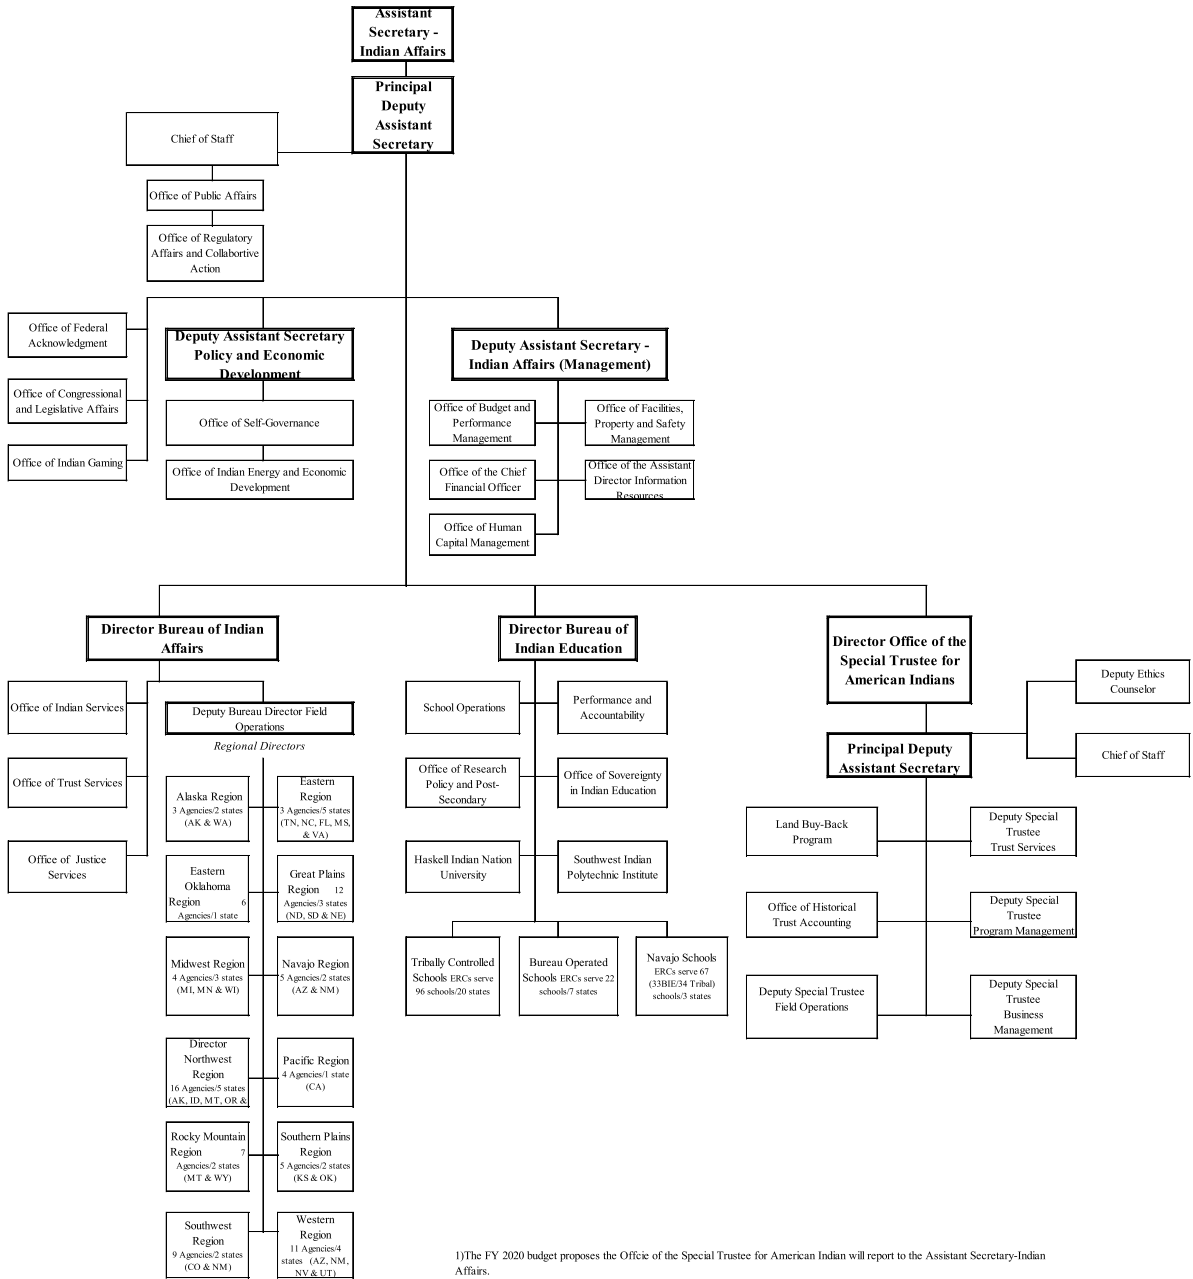 Assistant
Secretary -
Indian Affairs
Principal
Deputy
Assistant
Secretary
Chief of Staff
Office of Public Affairs
Office of Regulatory
Affairs and Collabortive
Action
Office of Federal
Acknowledgment
Office of Congressional
and Legislative Affairs
Office of Indian Gaming
Deputy Assistant Secretary
Policy and Economic
Development
Office of Self-Governance
Office of Indian Energy and Economic
Development
Deputy Assistant Secretary -
Indian Affairs (Management)
Office of Budget and
Performance
Management
Office of Facilities,
Property and Safety
Management
Office of the Chief
Financial Officer
Office of the Assistant
Director Information
Resources
Office of Human
Capital Management
Director Bureau of Indian
Affairs
Office of Indian Services
Office of Trust Services
Office of Justice
Services
Deputy Bureau Director Field
Operations
Regional Directors
Alaska Region
3 Agencies/2 states
(AK & WA)
Eastern
Region
3 Agencies/5 states
(TN, NC, FL, MS,
& VA)
Eastern
Oklahoma
Region 6
Agencies/1 state
Great Plains
Region 12
Agencies/3 states
(ND, SD & NE)
Midwest Region
4 Agencies/3 states
(MI, MN & WI)
Navajo Region
5 Agencies/2 states
(AZ & NM)
Director
Northwest
Region
16 Agencies/5 states
(AK, ID, MT, OR &
Pacific Region
4 Agencies/1 state
(CA)
Rocky Mountain
Region 7
Agencies/2 states
(MT & WY)
Southern Plains
Region
5 Agencies/2 states
(KS & OK)
Southwest
Region
9 Agencies/2 states
(CO & NM)
Western
Region
11 Agencies/4
states (AZ, NM,
NV & UT)
Director Bureau of
Indian Education
School Operations
Performance and
Accountability
Office of Research
Policy and Post-
Secondary
Office of Sovereignty
in Indian Education
Haskell Indian Nation
University
Southwest Indian
Polytechnic Institute
Tribally Controlled
Schools ERCs serve
96 schools/20 states
Bureau Operated
Schools ERCs serve 22
schools/7 states
Navajo Schools
ERCs serve 67
(33BIE/34 Tribal)
schools/3 states
Director Office of the
Special Trustee for
American Indians
Deputy Ethics
Counselor
Principal Deputy
Assistant Secretary
Chief of Staff
Land Buy-Back
Program
Deputy Special
Trustee
Trust Services
Office of Historical
Trust Accounting
Deputy Special
Trustee
Program Management
Deputy Special Trustee
Field Operations
Deputy Special
Trustee
Business
Management
1)The FY 2020 budget proposes the Offcie of the Special Trustee for American Indian will report to the Assistant Secretary-Indian
Affairs.